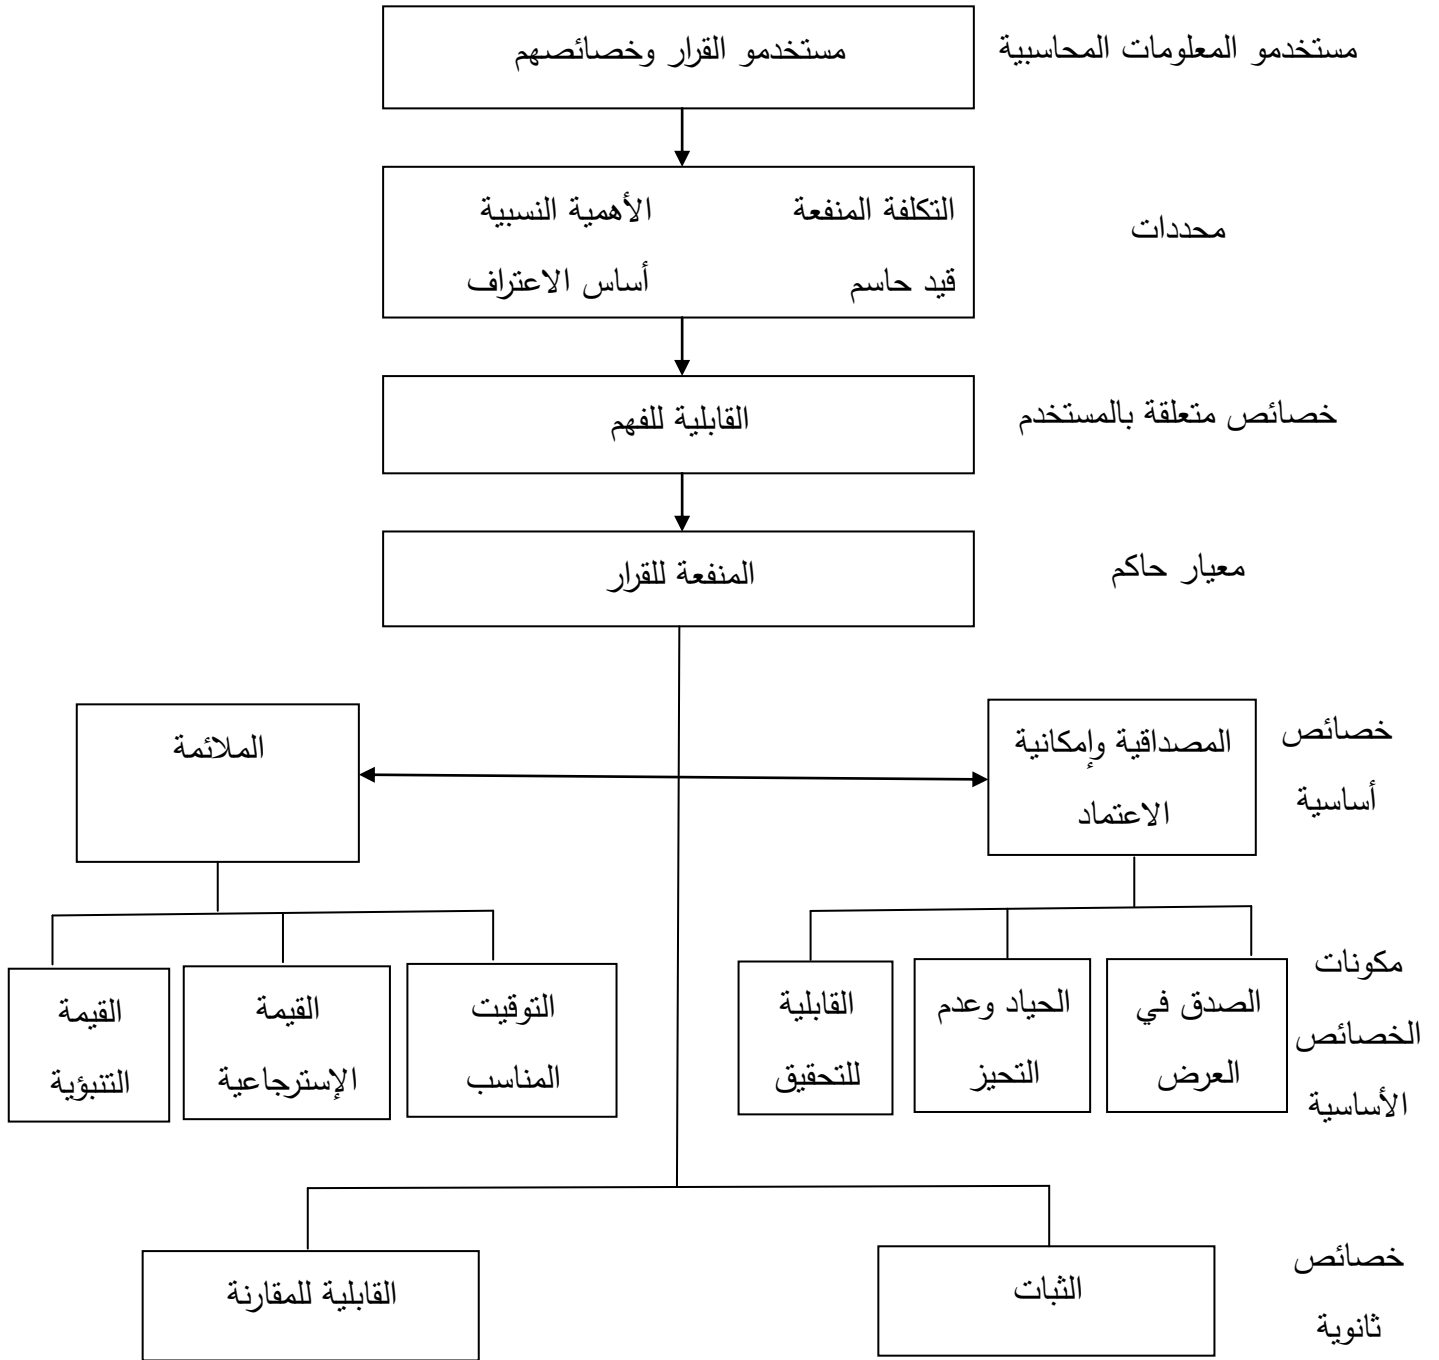 مستخدمو المعلومات المحاسبية
مستخدمو القرار وخصائصهم
محددات
التكلفة المنفعة
الأهمية النسبية
قيد حاسم
أساس الاعتراف
خصائص متعلقة بالمستخدم
القابلية للفهم
معيار حاكم
المنفعة للقرار
خصائص
أساسية
المصداقية وإمكانية
الاعتماد
الملائمة
مكونات
الخصائص
الأساسية
الصدق في
العرض
الحياد وعدم
التحيز
القابلية
للتحقيق
التوقيت
المناسب
القيمة
الإسترجاعية
القيمة
التنبؤية
خصائص
ثانوية
الثبات
القابلية للمقارنة